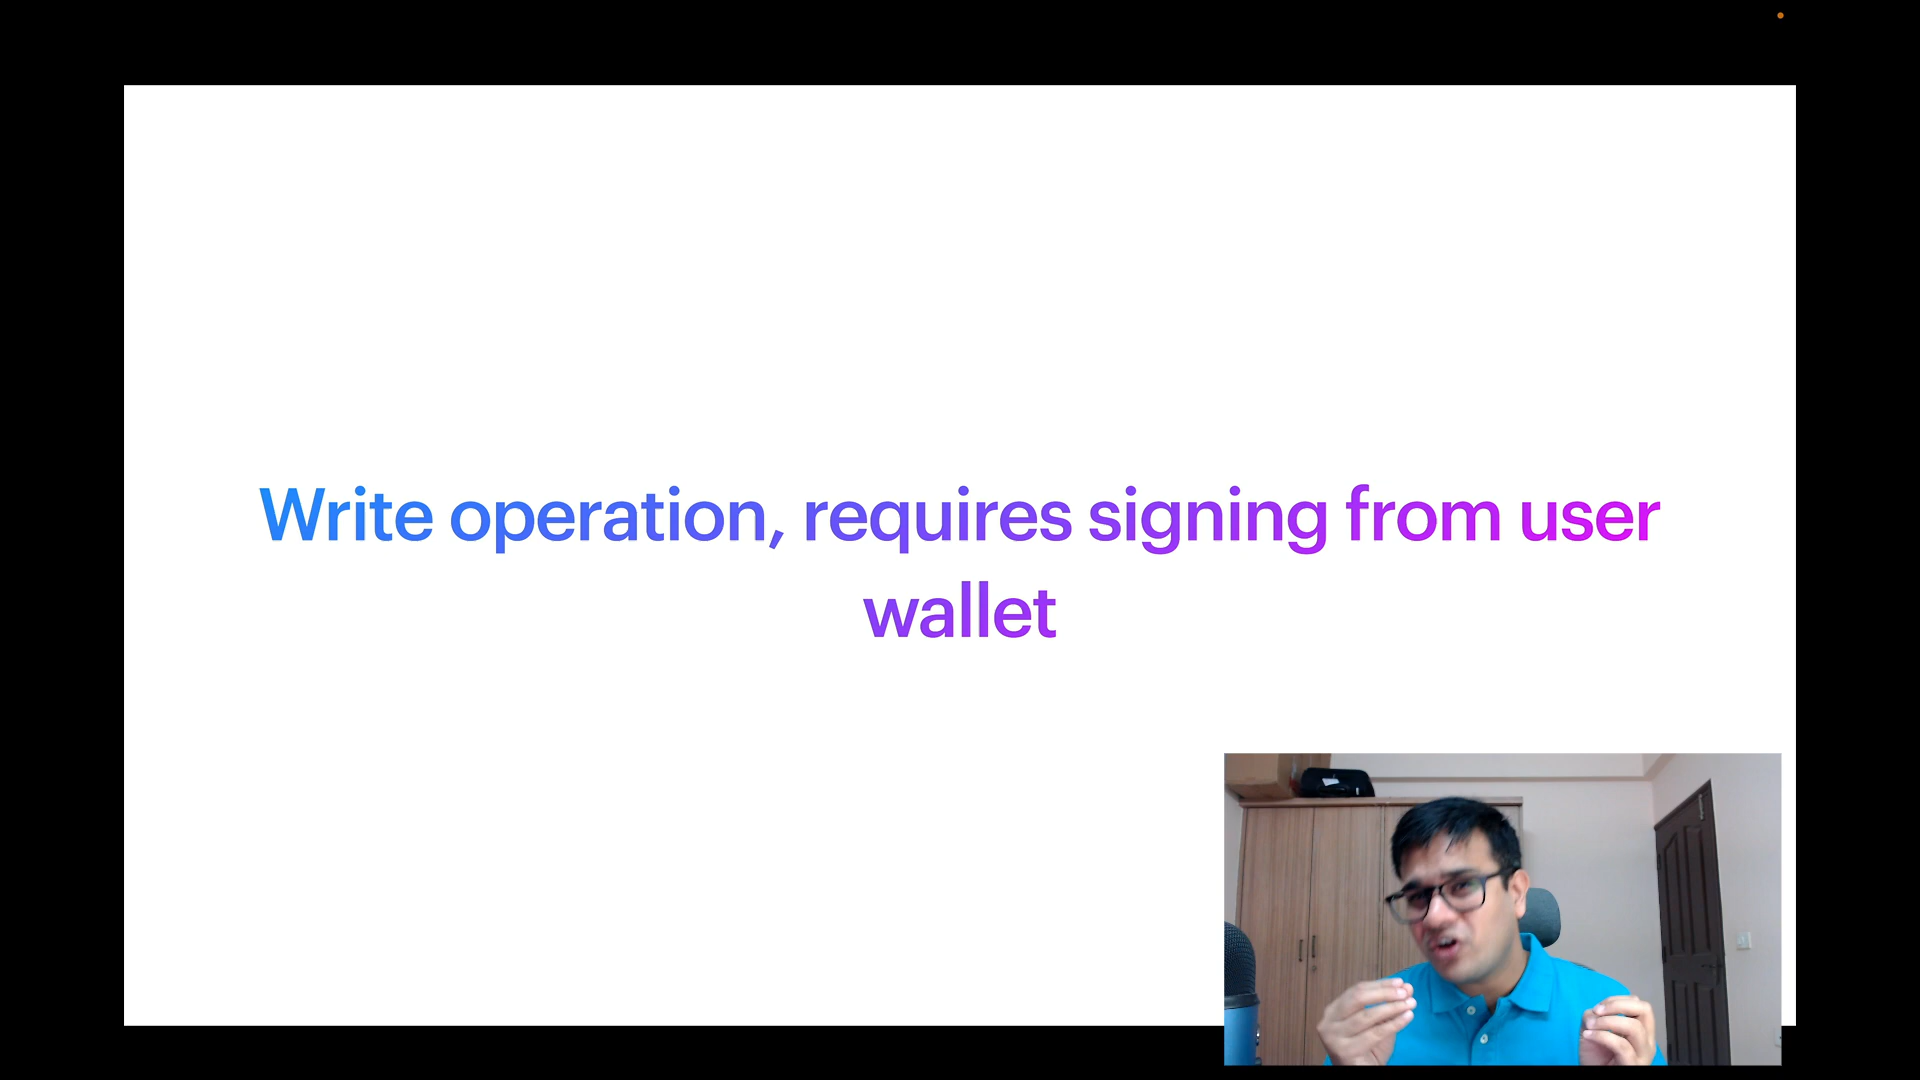 Write operation, requires signing from user
wallet